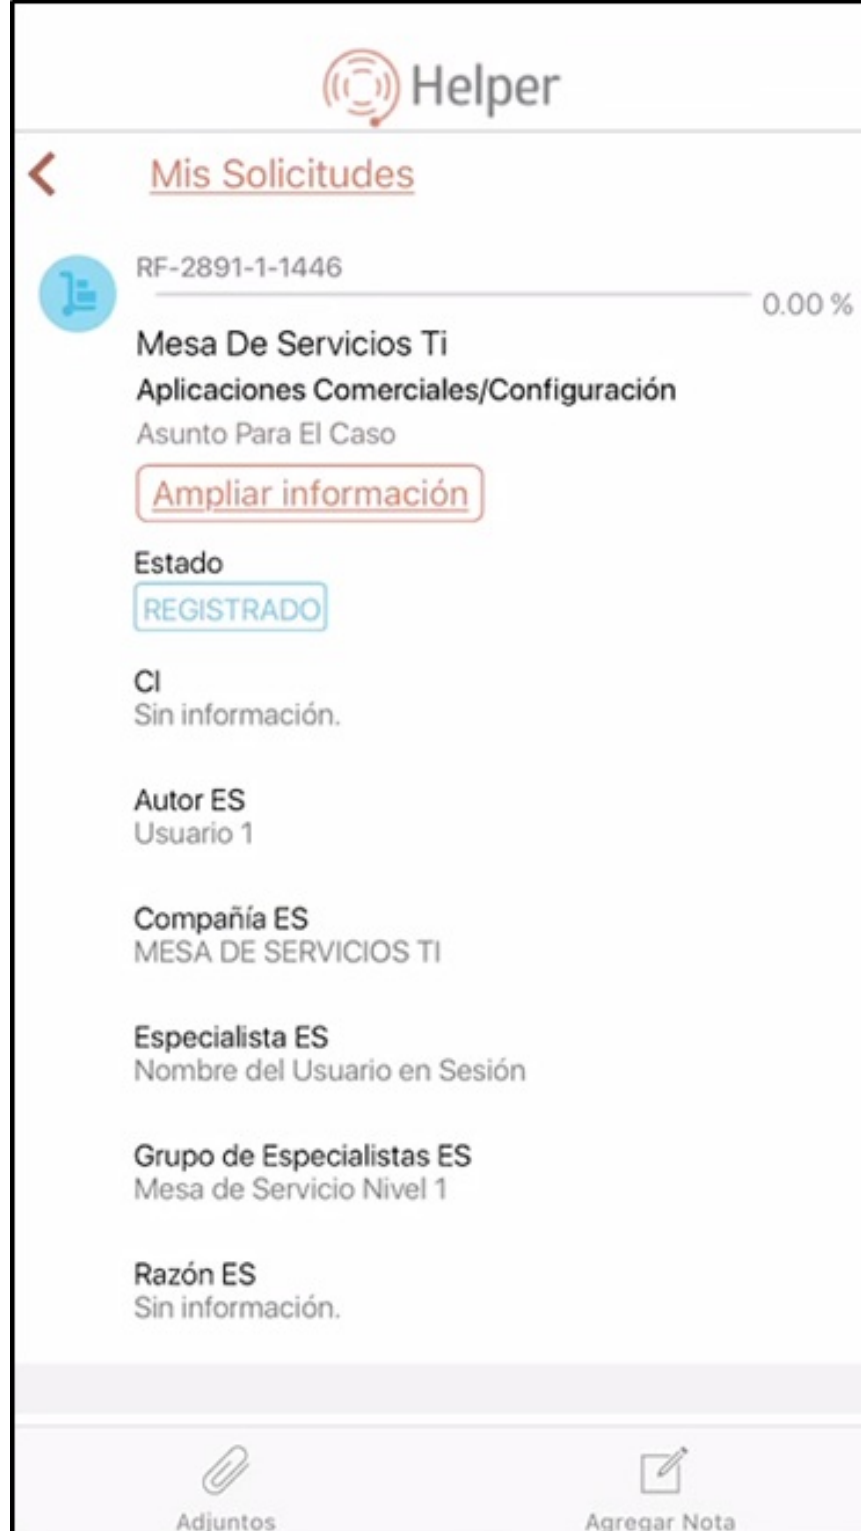 Helper
Mis Solicitudes
RF-2891-1-1446
0.00 %
Mesa De Servicios Ti
Aplicaciones Comerciales/Configuración
Asunto Para El Caso
Ampliar información
Estado
REGISTRADO
CI
Sin información.
Autor ES
Usuario 1
Compañía ES
MESA DE SERVICIOS TI
Especialista ES
Nombre del Usuario en Sesión
Grupo de Especialistas ES
Mesa de Servicio Nivel 1
Razón ES
Sin información.
Adjuntos
Agregar Nota